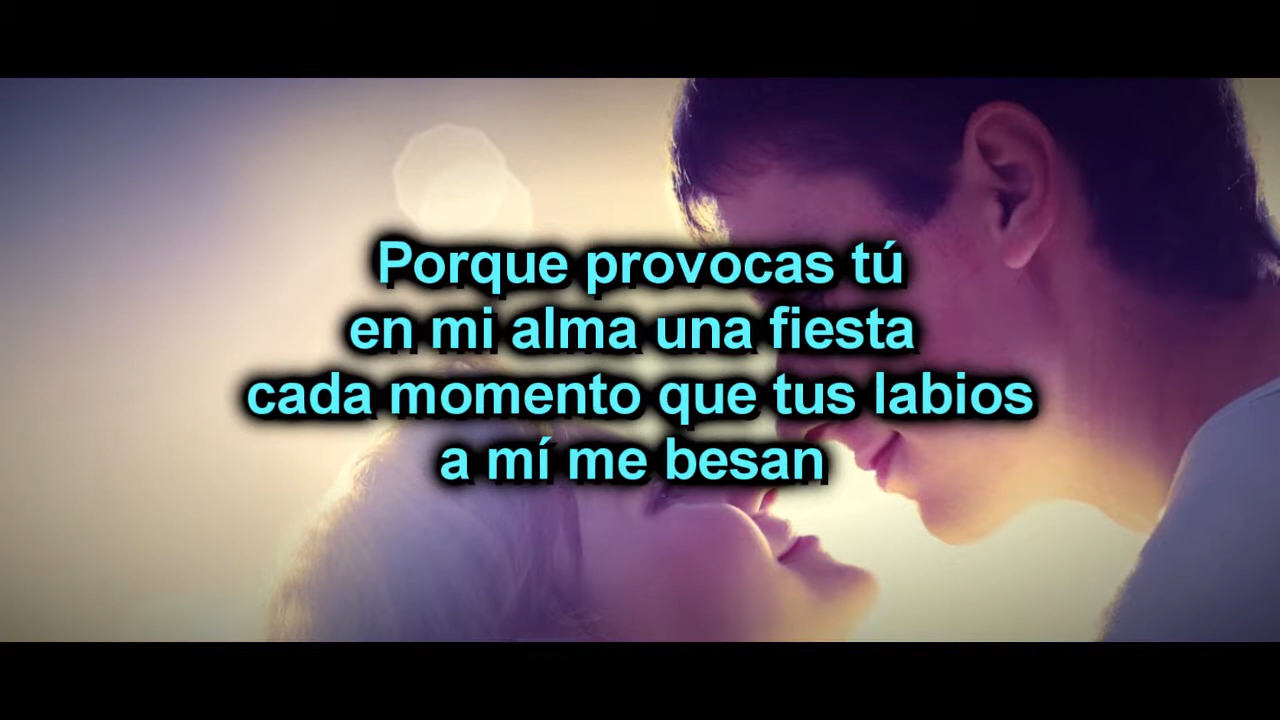 Porque provocas tú
en mi alma una fiesta
cada momento que tus labios
a mí me besan